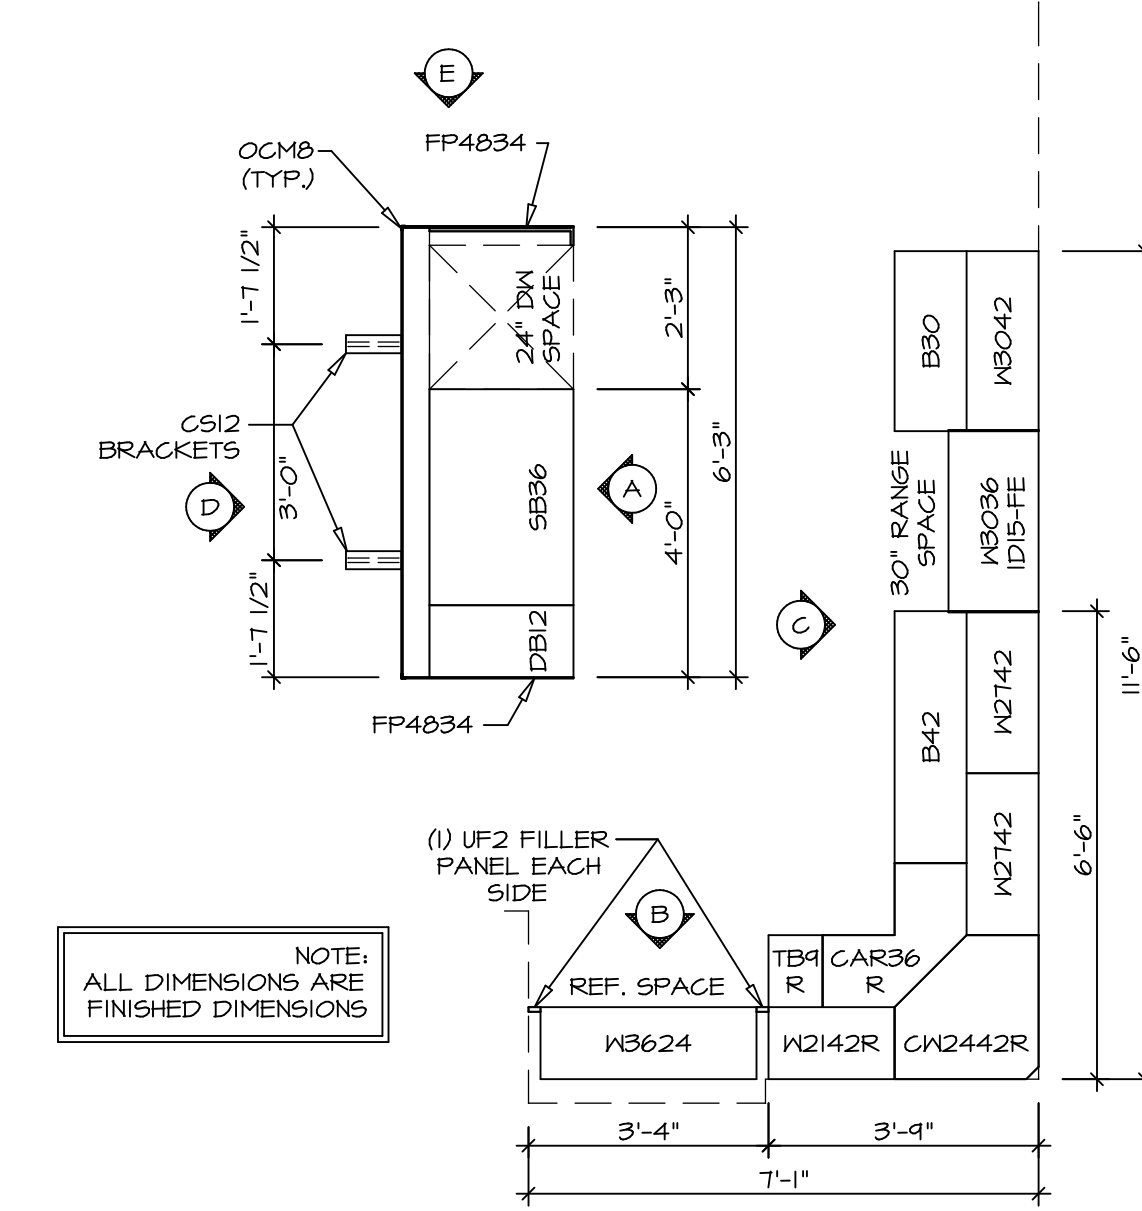 E
FP4834
OCM8
(TYP.)
1'-7 1/2"
24" DW
SPACE
2'-3"
6'-3"
4'-0"
CS12
BRACKETS
3'-0"
D
SB36
A
1'-7 1/2"
DB12
FP4834
C
B30
W3042
30" RANGE
SPACE
W3036
1D15-FE
B42
W2742
W2742
11'-6"
6'-6"
(1) UF2 FILLER
PANEL EACH
SIDE
B
REF. SPACE
TB9
R
CAR36
R
W3624
W2142R
CW2442R
NOTE:
ALL DIMENSIONS ARE
FINISHED DIMENSIONS
3'-4"
3'-9"
7'-1"